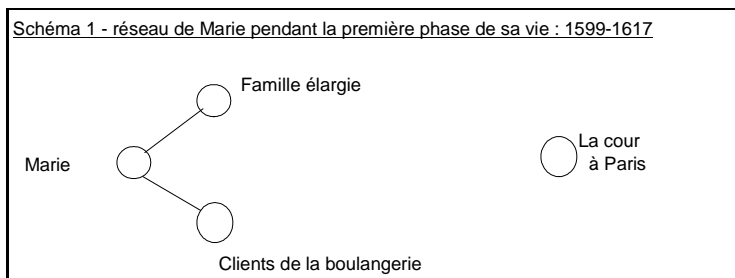 Schéma 1 - réseau de Marie pendant la première phase de sa vie : 1599-1617
Famille élargie
Marie
La cour
à Paris
Clients de la boulangerie